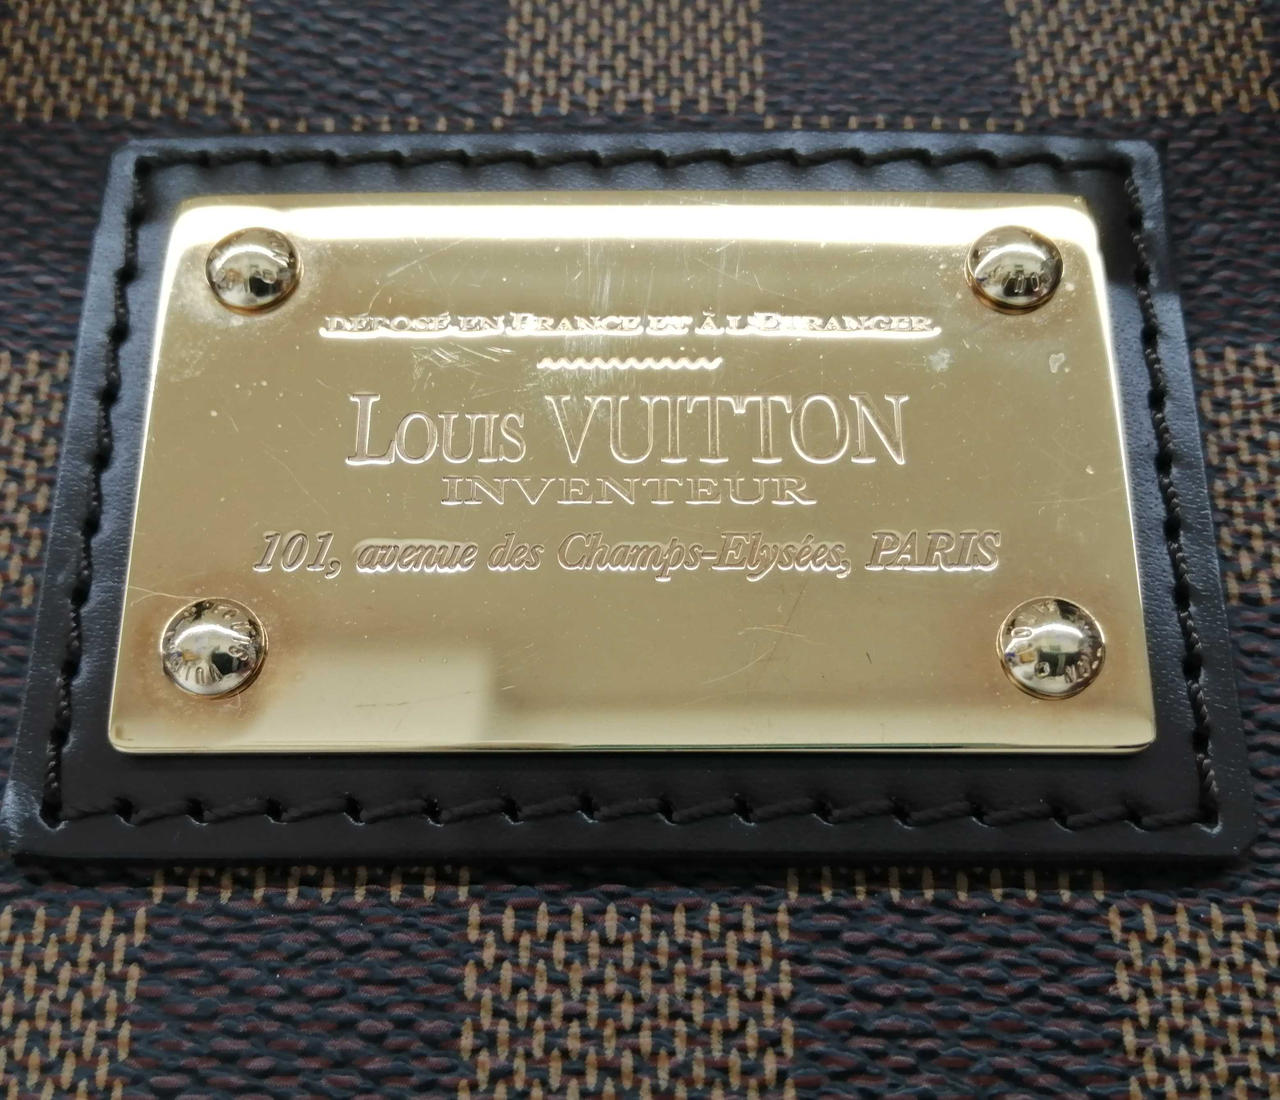 DÉPOSÉ EN FRANCE ET À L'ÉTRANGER
LOUIS VUITTON
INVENTEUR
101, avenue des Champs-Elysées, PARIS